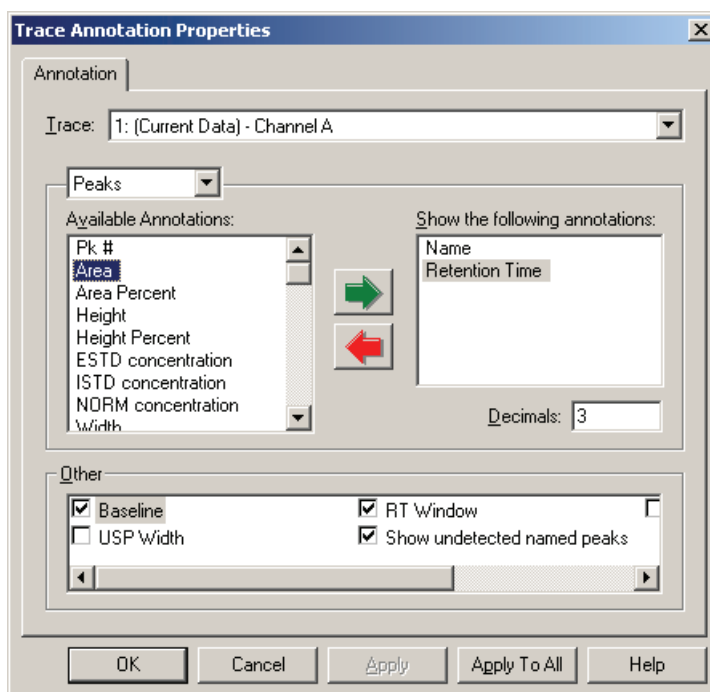 Trace Annotation Properties
Annotation
Trace: 1: (Current Data) - Channel A
Peaks
Available Annotations:
Pk #
Area
Area Percent
Height
Height Percent
ESTD concentration
ISTD concentration
NORM concentration
Width
Show the following annotations:
Name
Retention Time
Decimals: 3
Other
Baseline
RT Window
USP Width
Show undetected named peaks
OK
Cancel
Apply
Apply To All
Help